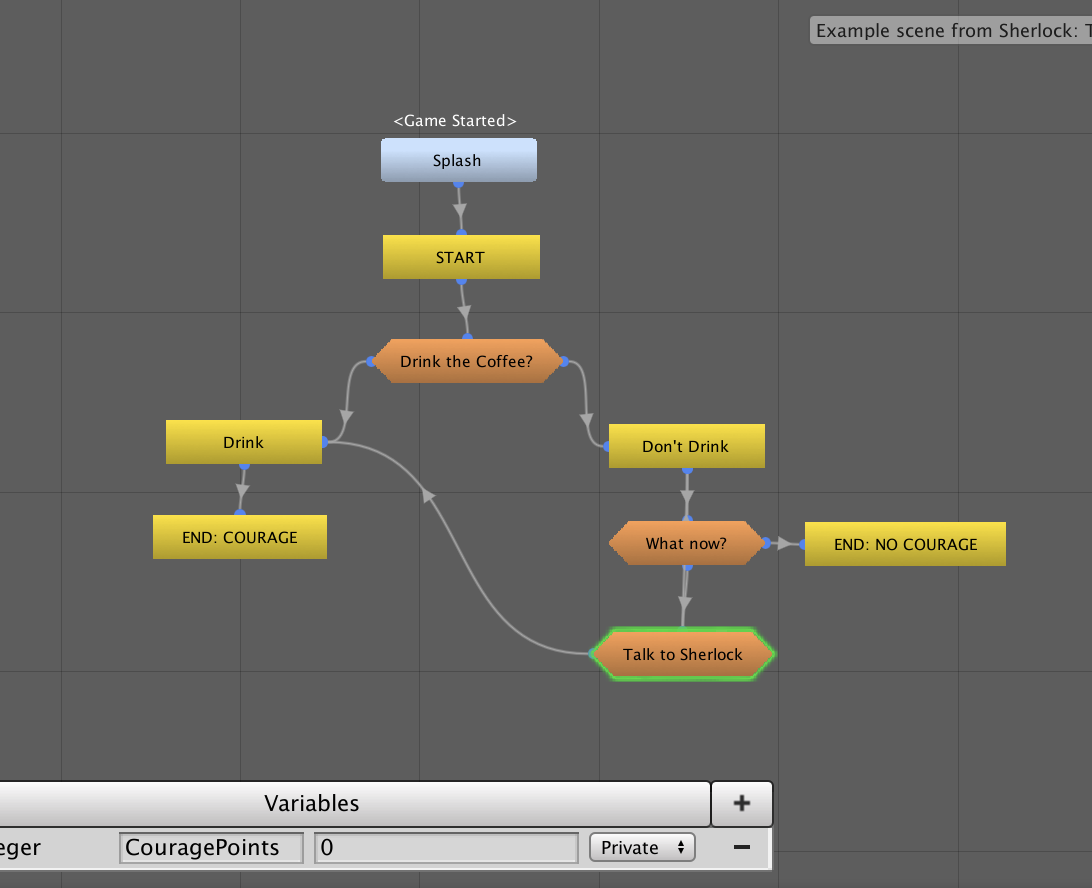 Example scene from Sherlock: T
<Game Started>
Splash
START
Drink the Coffee?
Drink
Don't Drink
END: COURAGE
What now?
END: NO COURAGE
Talk to Sherlock
Variables
+
eger CouragePoints 0 Private −